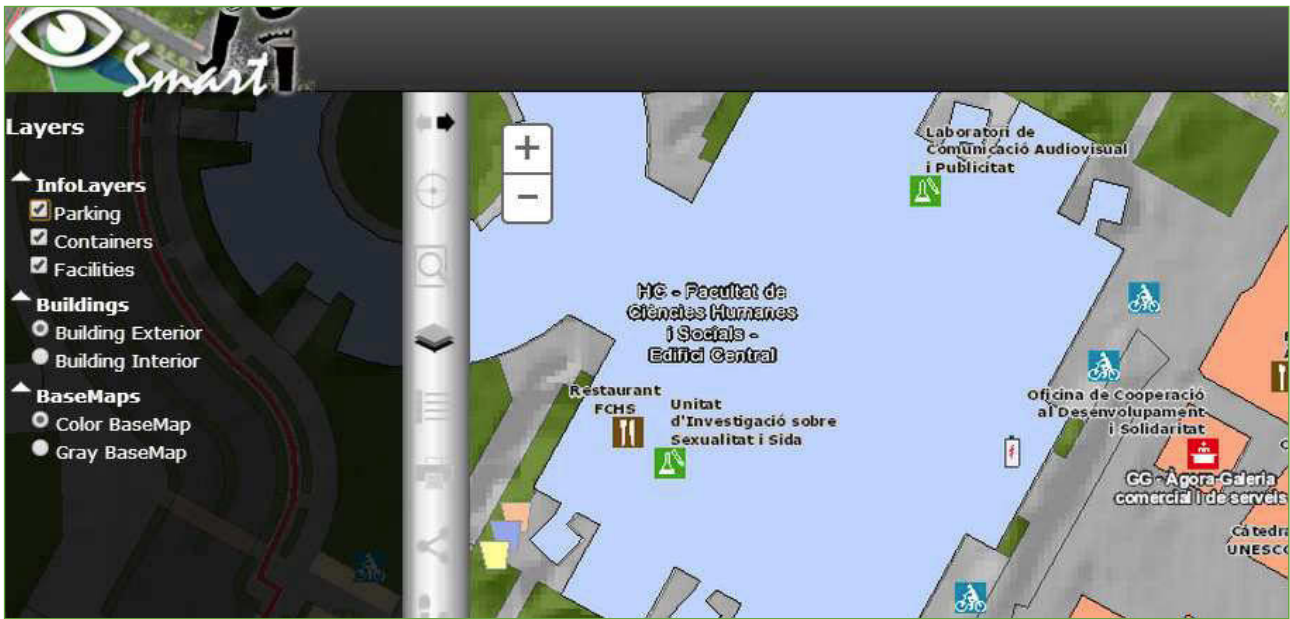 Smart
Layers
InfoLayers
Parking
Containers
Facilities
Buildings
Building Exterior
Building Interior
BaseMaps
Color BaseMap
Gray BaseMap
+
−
Laboratori de
Comunicació Audiovisual
i Publicitat
HC - Facultat de
Ciències Humanes
i Socials -
Edifici Central
Restaurant
FCHS
Unitat
d'Investigació sobre
Sexualitat i Sida
Oficina de Cooperació
al Desenvolupament
i Solidaritat
GG - Àgora-Galeria
comercial i de serveis
Càtedra
UNESCO